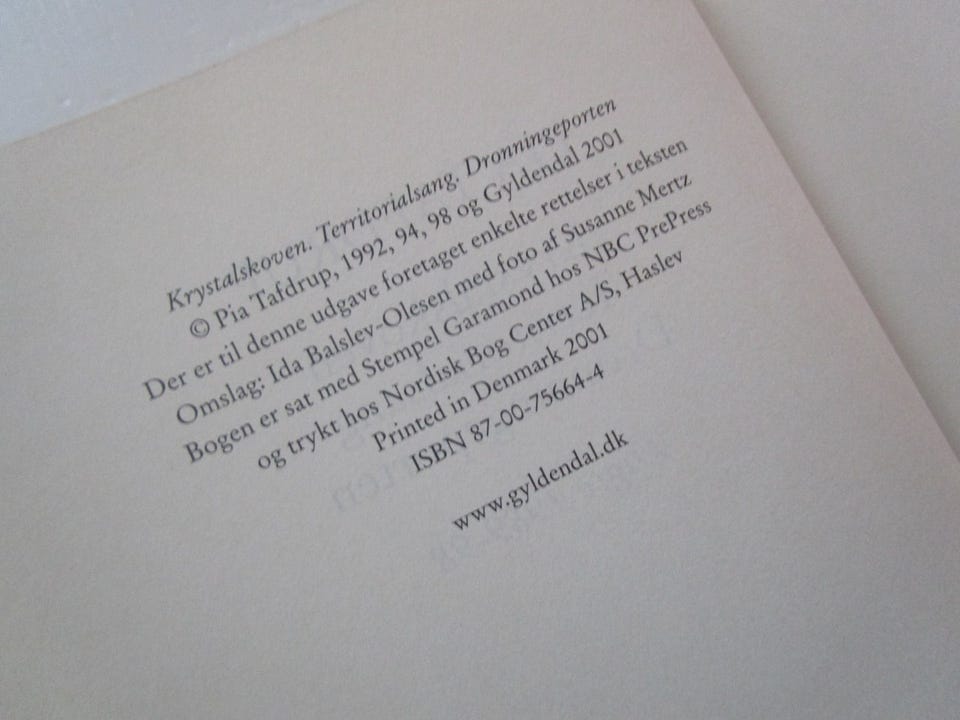 Krystalskoven. Territorialsang. Dronningeporten
© Pia Tafdrup, 1992, 94, 98 og Gyldendal 2001
Der er til denne udgave foretaget enkelte rettelser i teksten
Omslag: Ida Balslev-Olesen med foto af Susanne Mertz
Bogen er sat med Stempel Garamond hos NBC PrePress
og trykt hos Nordisk Bog Center A/S, Haslev
Printed in Denmark 2001
ISBN 87-00-75664-4
www.gyldendal.dk